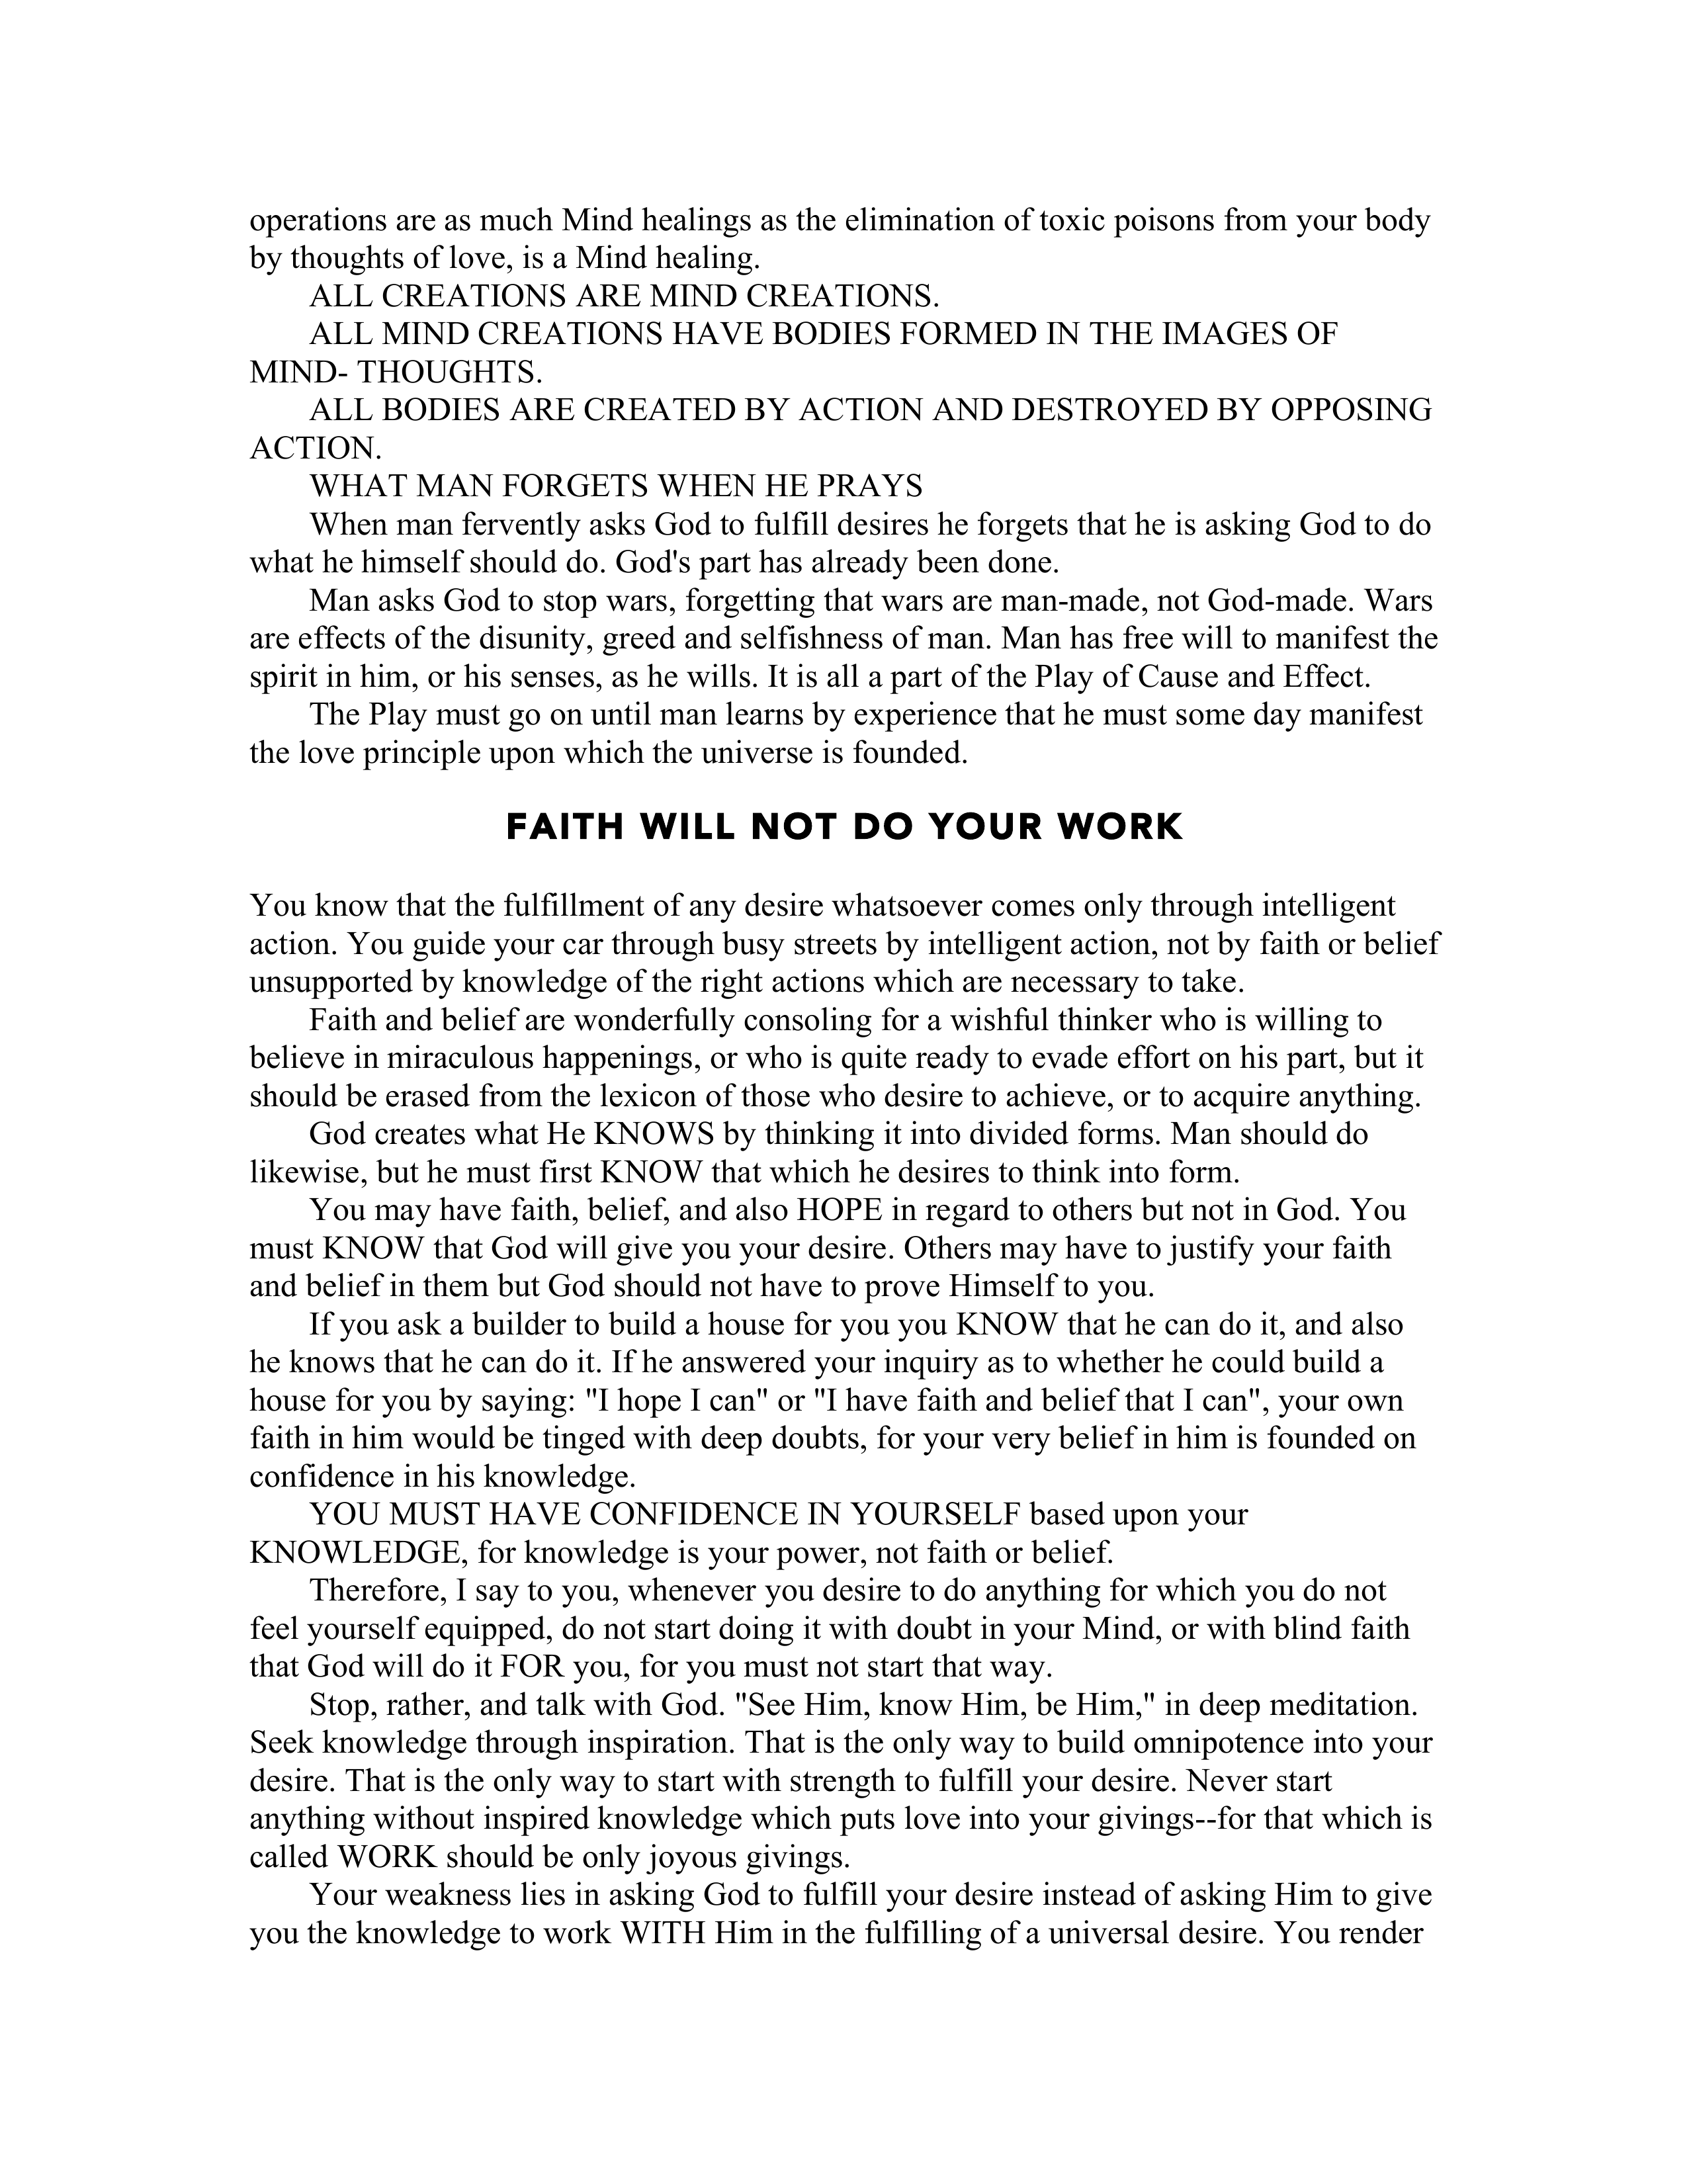 operations are as much Mind healings as the elimination of toxic poisons from your body
by thoughts of love, is a Mind healing.
ALL CREATIONS ARE MIND CREATIONS.
ALL MIND CREATIONS HAVE BODIES FORMED IN THE IMAGES OF
MIND- THOUGHTS.
ALL BODIES ARE CREATED BY ACTION AND DESTROYED BY OPPOSING
ACTION.
WHAT MAN FORGETS WHEN HE PRAYS
When man fervently asks God to fulfill desires he forgets that he is asking God to do
what he himself should do. God's part has already been done.
Man asks God to stop wars, forgetting that wars are man-made, not God-made. Wars
are effects of the disunity, greed and selfishness of man. Man has free will to manifest the
spirit in him, or his senses, as he wills. It is all a part of the Play of Cause and Effect.
The Play must go on until man learns by experience that he must some day manifest
the love principle upon which the universe is founded.
FAITH WILL NOT DO YOUR WORK
You know that the fulfillment of any desire whatsoever comes only through intelligent
action. You guide your car through busy streets by intelligent action, not by faith or belief
unsupported by knowledge of the right actions which are necessary to take.
Faith and belief are wonderfully consoling for a wishful thinker who is willing to
believe in miraculous happenings, or who is quite ready to evade effort on his part, but it
should be erased from the lexicon of those who desire to achieve, or to acquire anything.
God creates what He KNOWS by thinking it into divided forms. Man should do
likewise, but he must first KNOW that which he desires to think into form.
You may have faith, belief, and also HOPE in regard to others but not in God. You
must KNOW that God will give you your desire. Others may have to justify your faith
and belief in them but God should not have to prove Himself to you.
If you ask a builder to build a house for you you KNOW that he can do it, and also
he knows that he can do it. If he answered your inquiry as to whether he could build a
house for you by saying: "I hope I can" or "I have faith and belief that I can", your own
faith in him would be tinged with deep doubts, for your very belief in him is founded on
confidence in his knowledge.
YOU MUST HAVE CONFIDENCE IN YOURSELF based upon your
KNOWLEDGE, for knowledge is your power, not faith or belief.
Therefore, I say to you, whenever you desire to do anything for which you do not
feel yourself equipped, do not start doing it with doubt in your Mind, or with blind faith
that God will do it FOR you, for you must not start that way.
Stop, rather, and talk with God. "See Him, know Him, be Him," in deep meditation.
Seek knowledge through inspiration. That is the only way to build omnipotence into your
desire. That is the only way to start with strength to fulfill your desire. Never start
anything without inspired knowledge which puts love into your givings--for that which is
called WORK should be only joyous givings.
Your weakness lies in asking God to fulfill your desire instead of asking Him to give
you the knowledge to work WITH Him in the fulfilling of a universal desire. You render